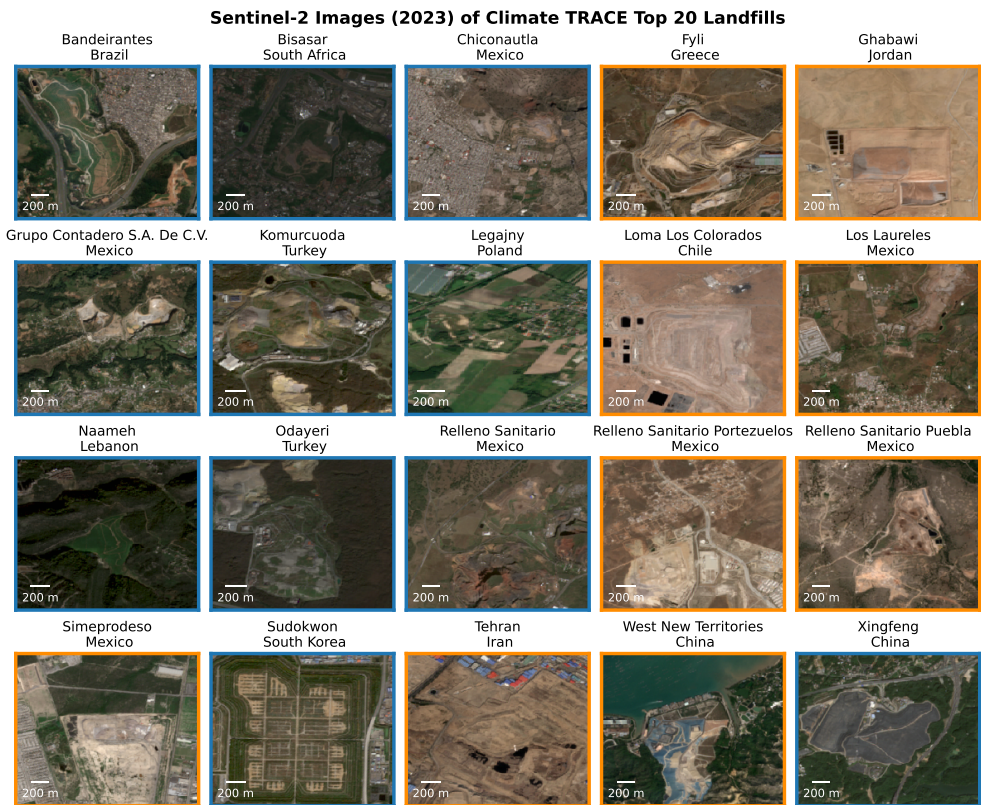 Sentinel-2 Images (2023) of Climate TRACE Top 20 Landfills
Bandeirantes
Brazil
200 m
Bisasar
South Africa
200 m
Chiconautla
Mexico
200 m
Fyli
Greece
200 m
Ghabawi
Jordan
200 m
Grupo Contadero S.A. De C.V.
Mexico
200 m
Komurcuoda
Turkey
200 m
Legajny
Poland
200 m
Loma Los Colorados
Chile
200 m
Los Laureles
Mexico
200 m
Naameh
Lebanon
200 m
Odayeri
Turkey
200 m
Relleno Sanitario
Mexico
200 m
Relleno Sanitario Portezuelos
Mexico
200 m
Relleno Sanitario Puebla
Mexico
200 m
Simeprodeso
Mexico
200 m
Sudokwon
South Korea
200 m
Tehran
Iran
200 m
West New Territories
China
200 m
Xingfeng
China
200 m